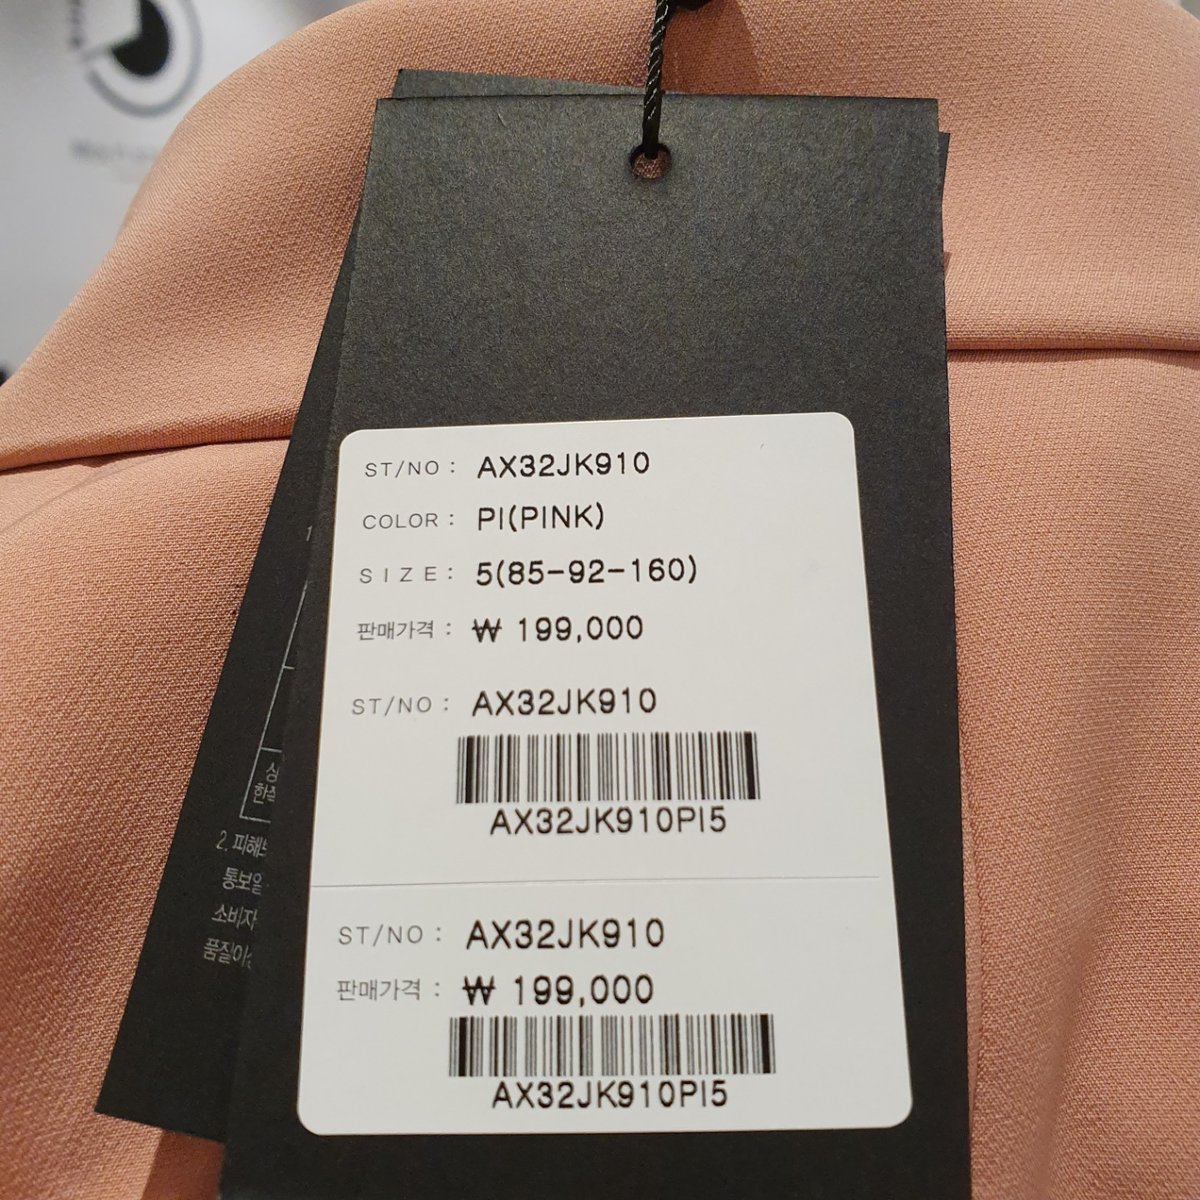 ST/NO : AX32JK910
COLOR : PI(PINK)
SIZE : 5(85-92-160)
판매가격 : ₩ 199,000
ST/NO : AX32JK910
AX32JK910PI5
ST/NO : AX32JK910
판매가격 : ₩ 199,000
AX32JK910PI5
2. 피해
통보일
소비자
품질이